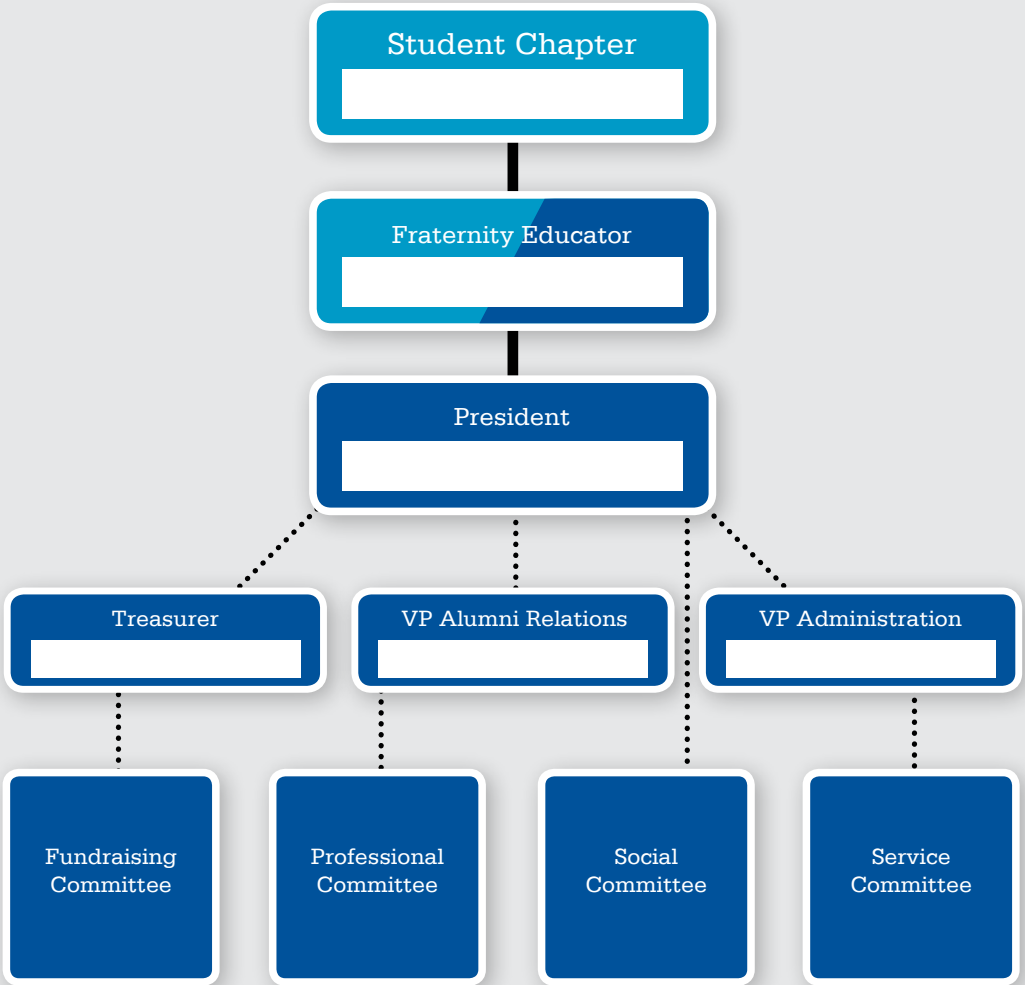 Student Chapter
Fraternity Educator
President
Treasurer
VP Alumni Relations
VP Administration
Fundraising
Committee
Professional
Committee
Social
Committee
Service
Committee